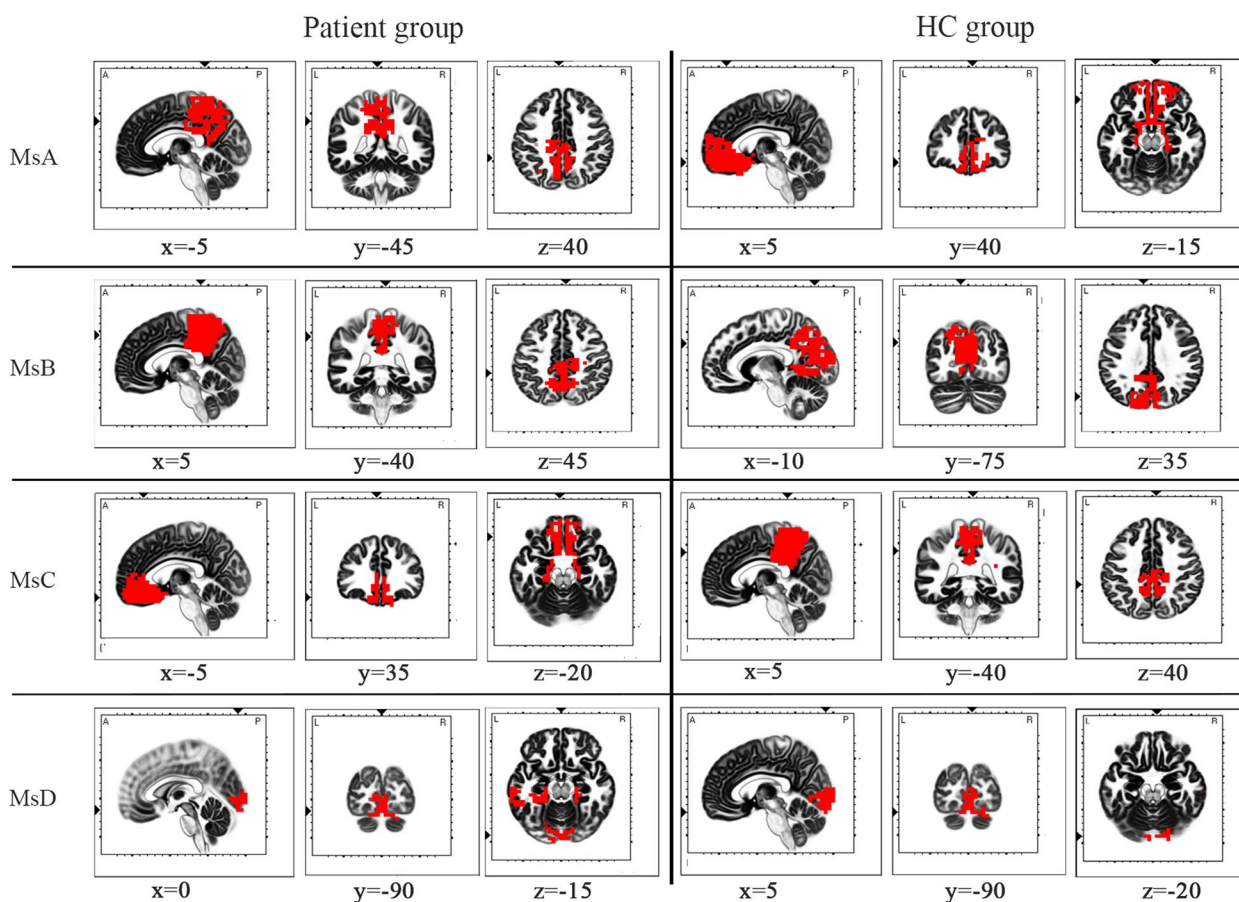 Patient group HC group
A P L R L R A P L R L R
MsA
x=-5 y=-45 z=40 x=5 y=40 z=-15
A P L R L R A P L R L R
MsB
x=5 y=-40 z=45 x=-10 y=-75 z=35
A P L R L R A P L R L R
MsC
x=-5 y=35 z=-20 x=5 y=-40 z=40
A P L R L R A P L R L R
MsD
x=0 y=-90 z=-15 x=5 y=-90 z=-20